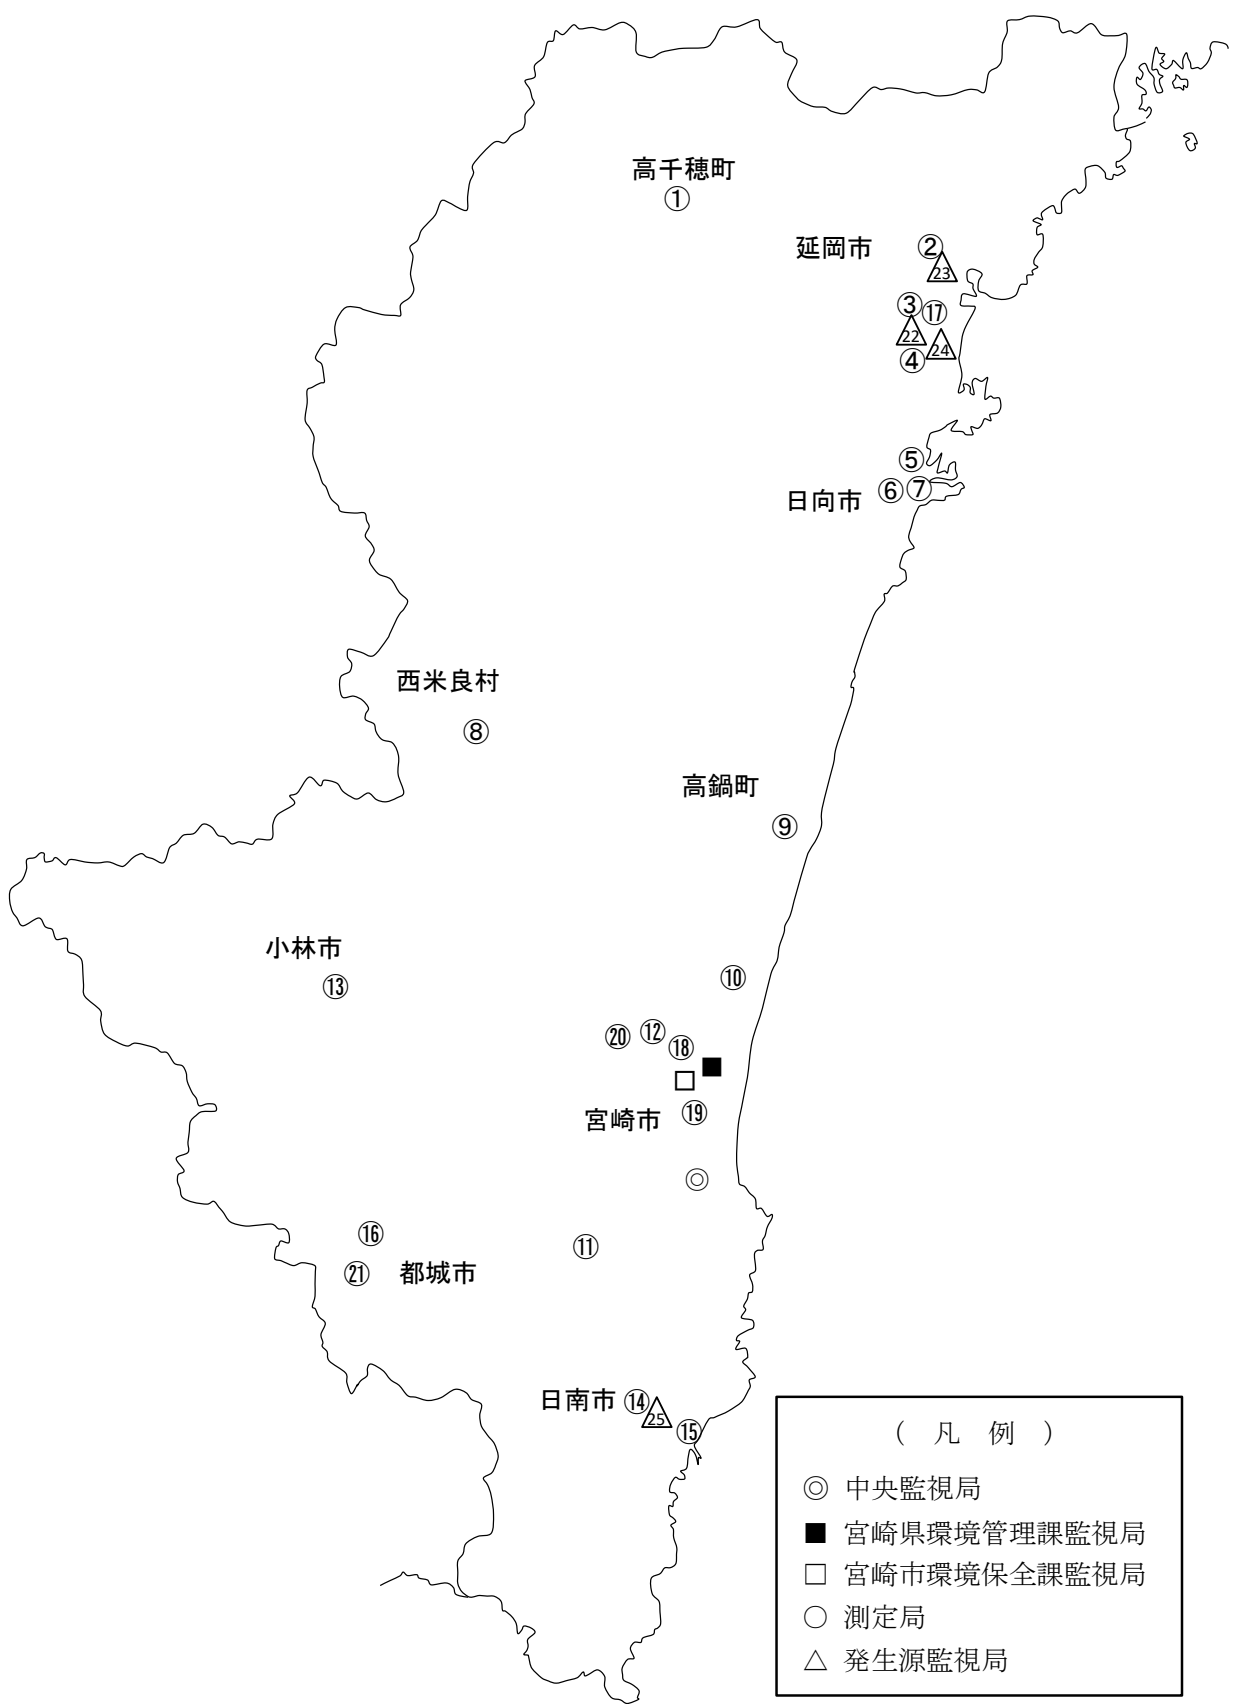 高千穂町
①
延岡市
②
23
③
⑰
22
24
④
⑤
日向市
⑥
⑦
西米良村
⑧
高鍋町
⑨
小林市
⑬
⑩
⑳
⑫
⑱
■
□
宮崎市
⑲
◎
⑯
⑪
㉑
都城市
日南市
⑭
25
⑮
（ 凡 例 ）
◎ 中央監視局
■ 宮崎県環境管理課監視局
□ 宮崎市環境保全課監視局
○ 測定局
△ 発生源監視局